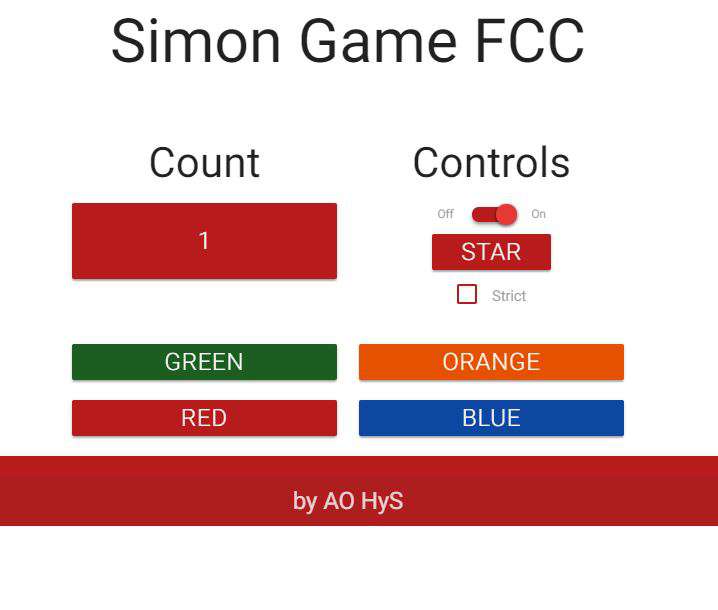 Simon Game FCC
Count
Controls
1
Off
On
STAR
Strict
GREEN
ORANGE
RED
BLUE
by AO HyS